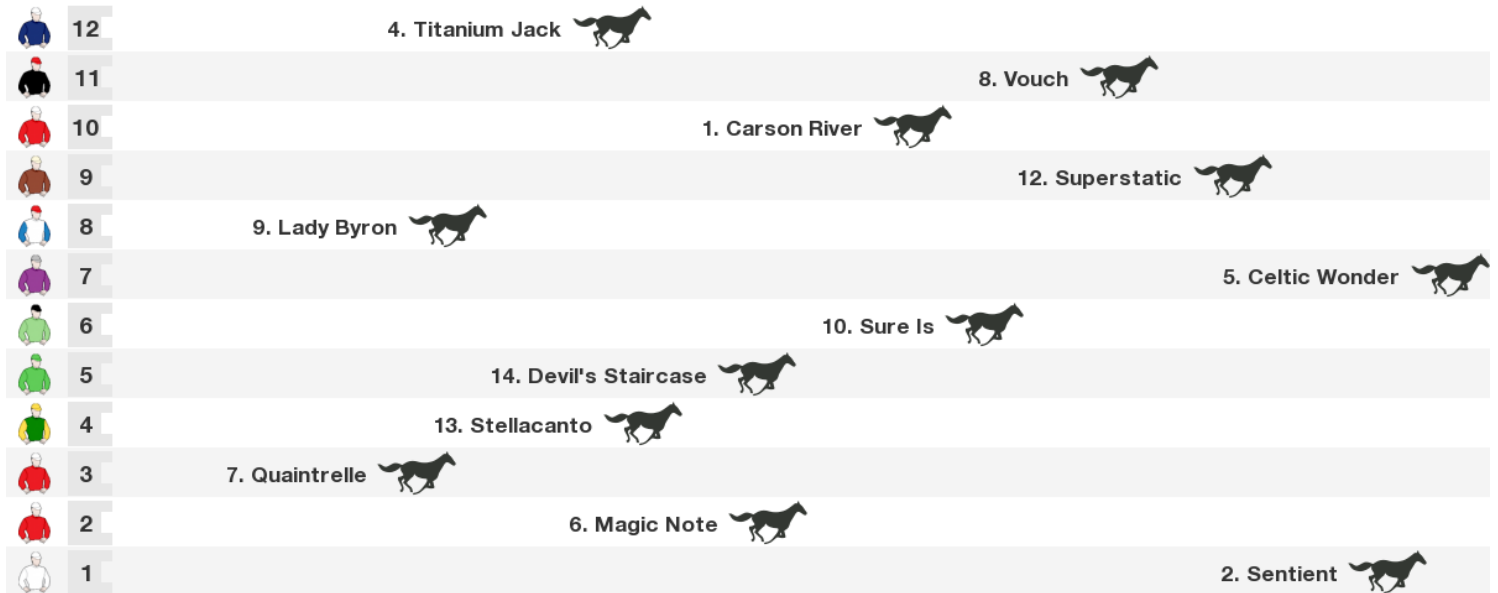 12 4. Titanium Jack
11 8. Vouch
10 1. Carson River
9 12. Superstatic
8 9. Lady Byron
7 5. Celtic Wonder
6 10. Sure Is
5 14. Devil's Staircase
4 13. Stellacanto
3 7. Quaintrelle
2 6. Magic Note
1 2. Sentient